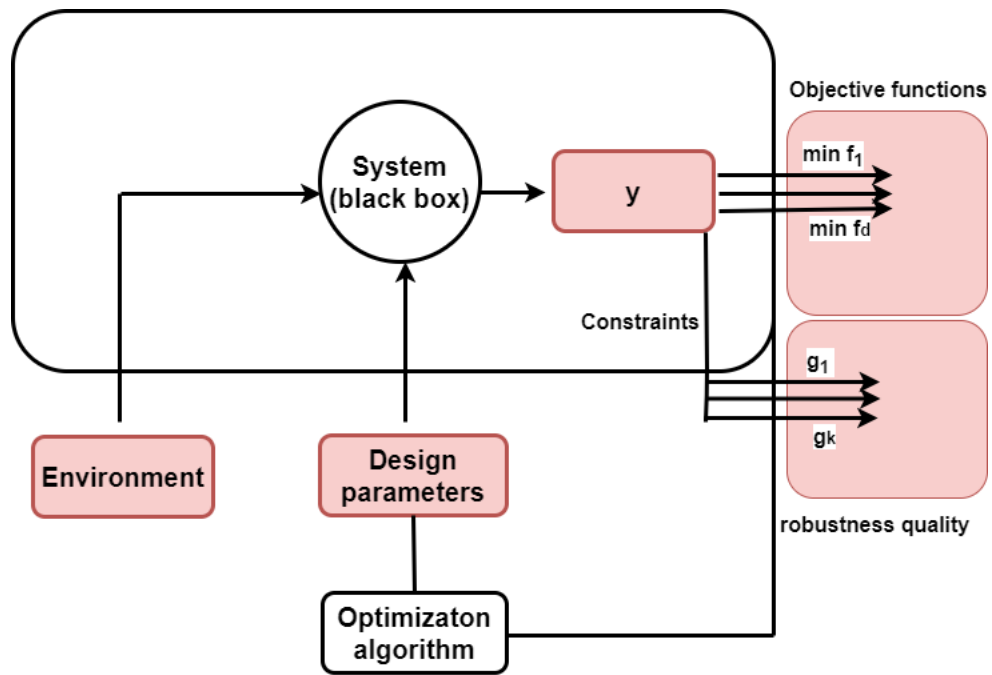 Objective functions
min f1
System
(black box)
y
min fd
Constraints
g1
gk
Environment
Design
parameters
robustness quality
Optimizaton
algorithm